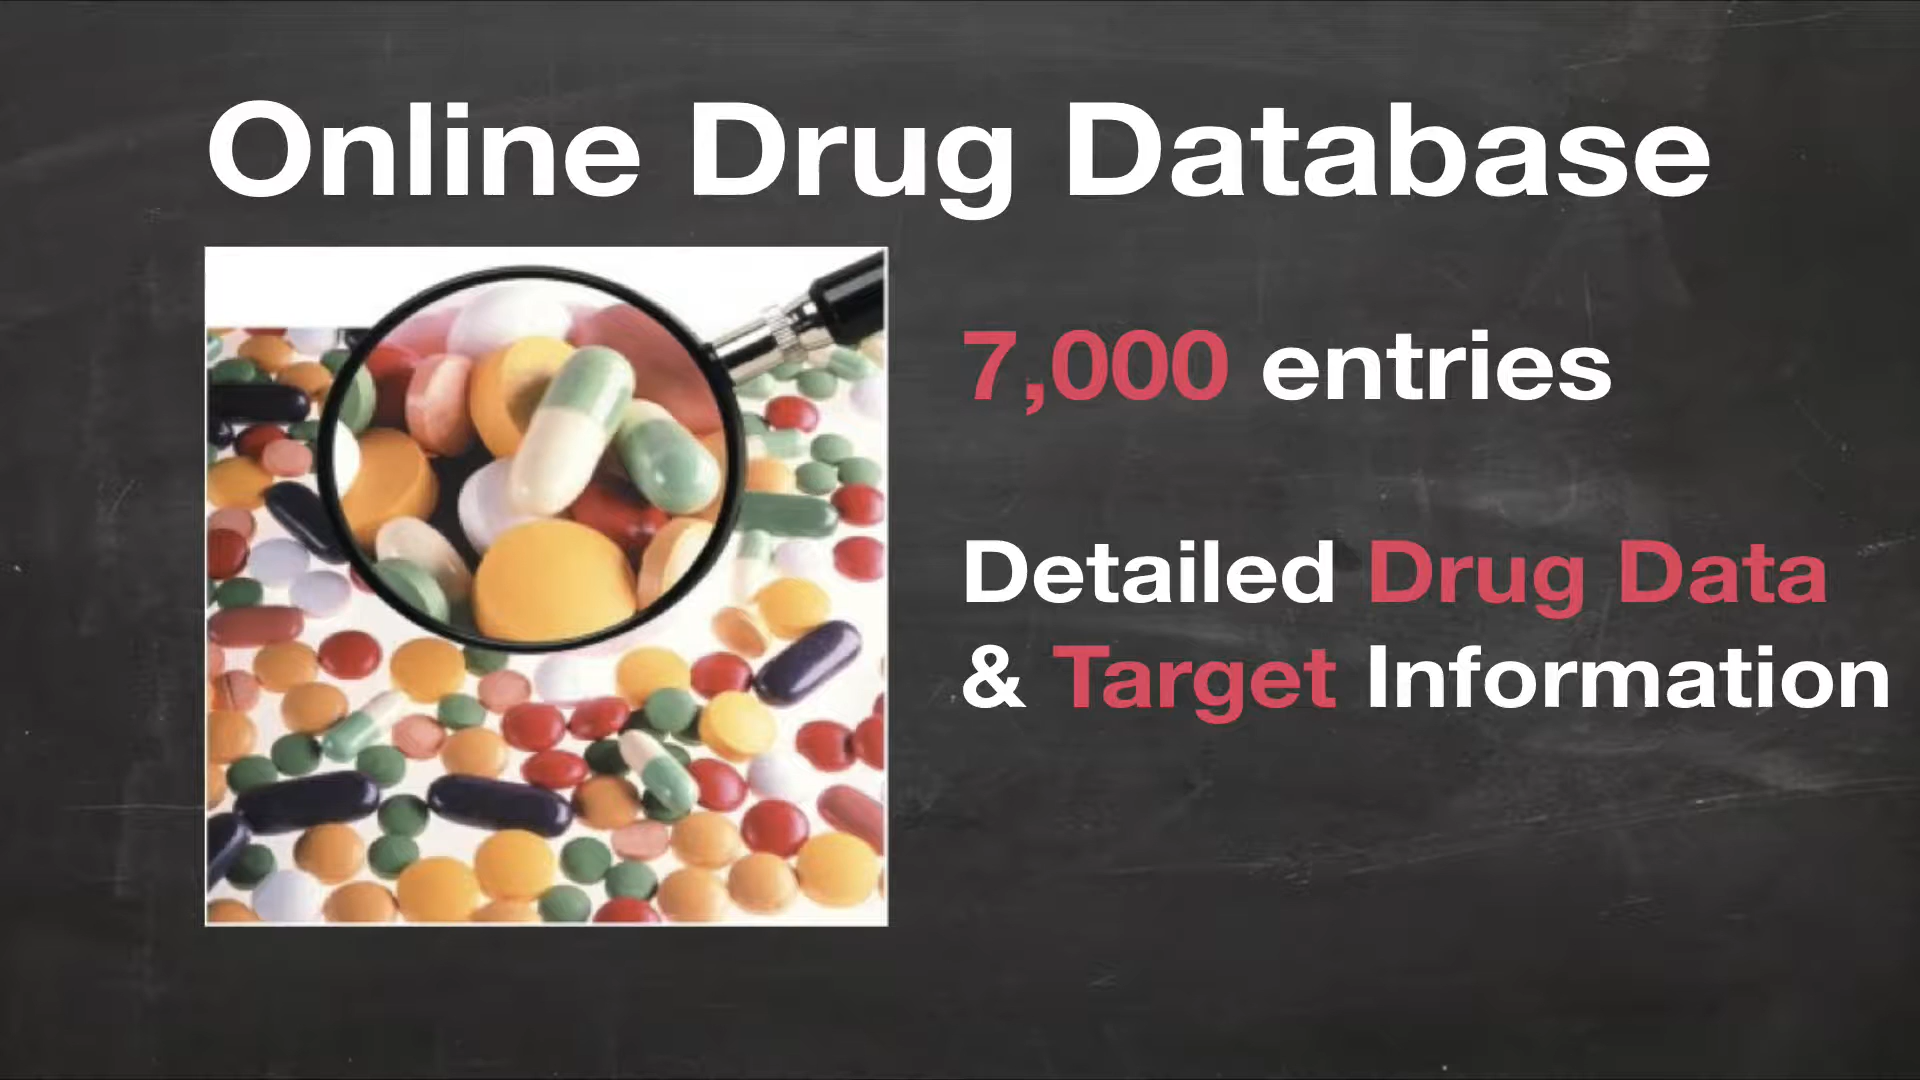 Online Drug Database
7,000 entries
Detailed Drug Data
& Target Information